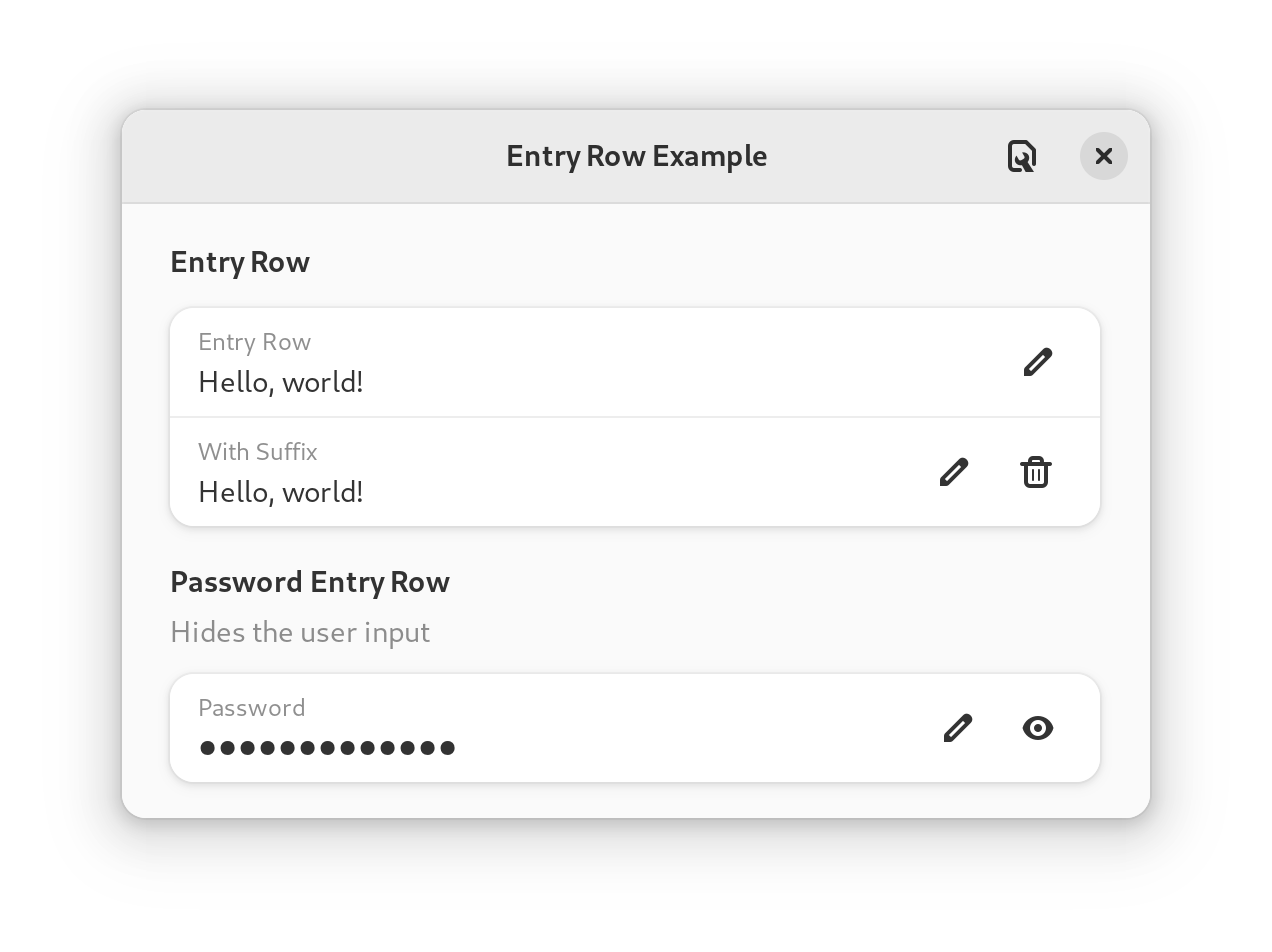 Entry Row Example
Entry Row
Entry Row
Hello, world!
With Suffix
Hello, world!
Password Entry Row
Hides the user input
Password
●●●●●●●●●●●●●